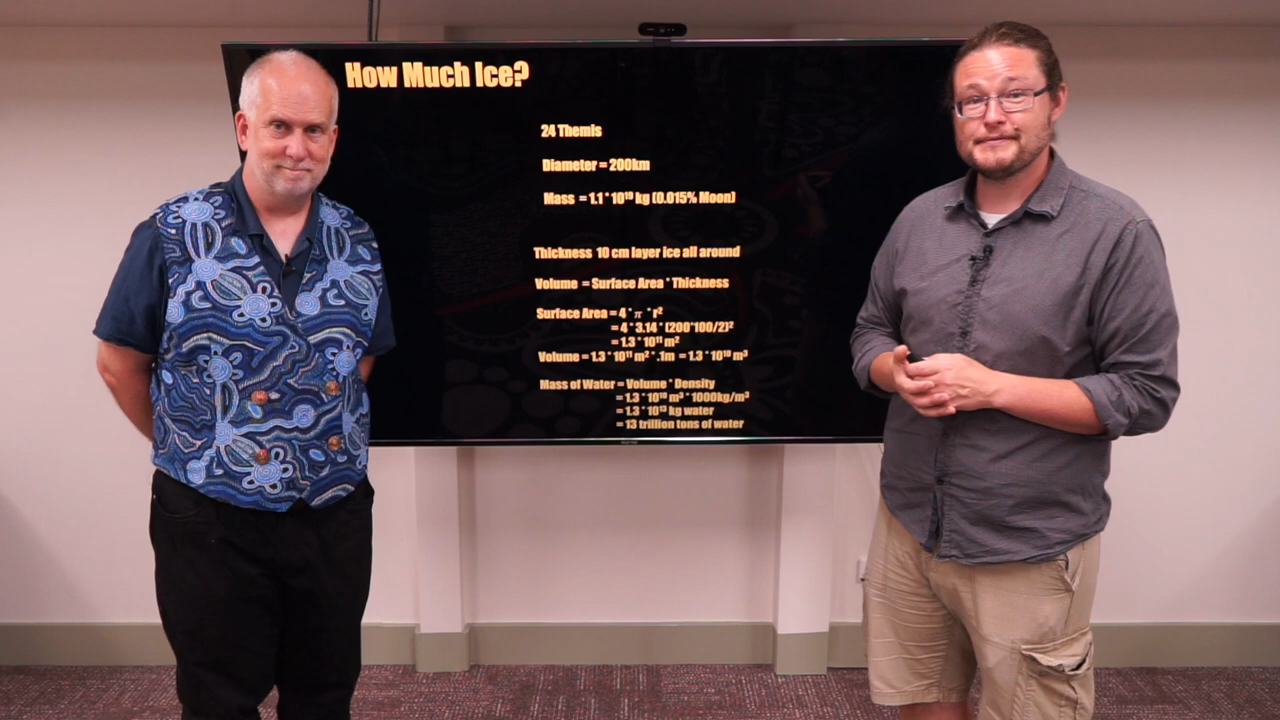 How Much Ice?
24 Themis
Diameter = 200km
Mass = 1.1 * 10¹⁹ kg (0.015% Moon)
Thickness 10 cm layer ice all around
Volume = Surface Area * Thickness
Surface Area = 4 * π * r²
= 4 * 3.14 * (200*100/2)²
= 1.3 * 10¹¹ m²
Volume = 1.3 * 10¹¹ m² * .1m = 1.3 * 10¹⁰ m³
Mass of Water = Volume * Density
= 1.3 * 10¹⁰ m³ * 1000kg/m³
= 1.3 * 10¹³ kg water
= 13 trillion tons of water